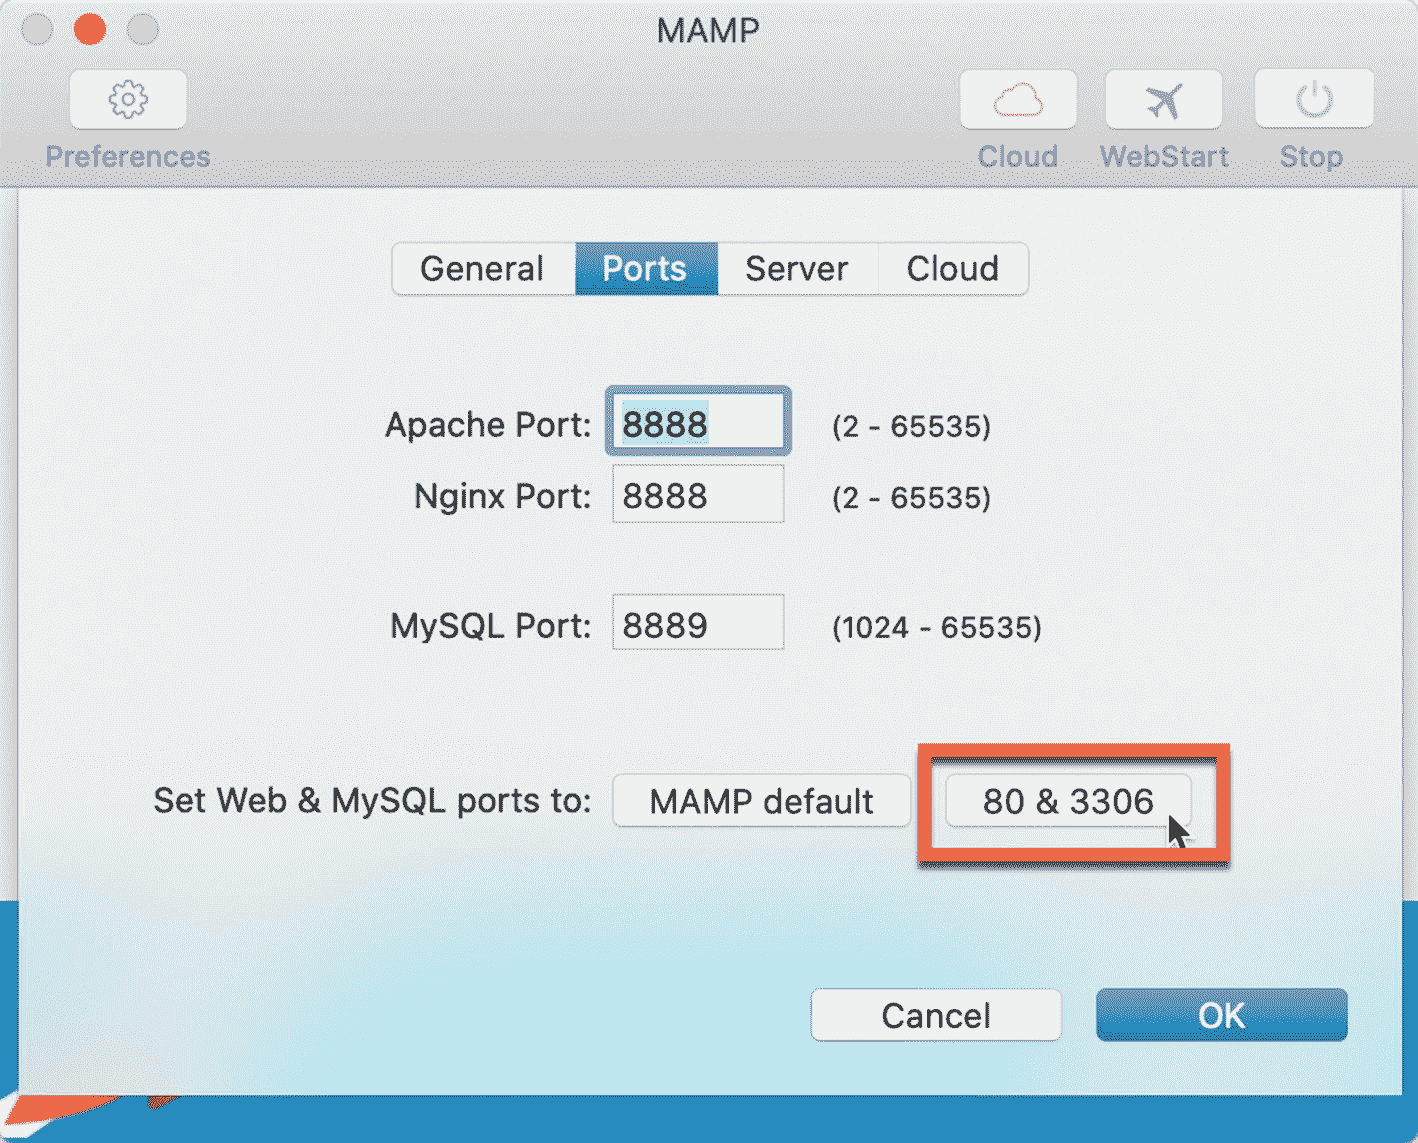 MAMP
Preferences Cloud WebStart Stop
General Ports Server Cloud
Apache Port: 8888 (2 - 65535)
Nginx Port: 8888 (2 - 65535)
MySQL Port: 8889 (1024 - 65535)
Set Web & MySQL ports to: MAMP default 80 & 3306
Cancel OK